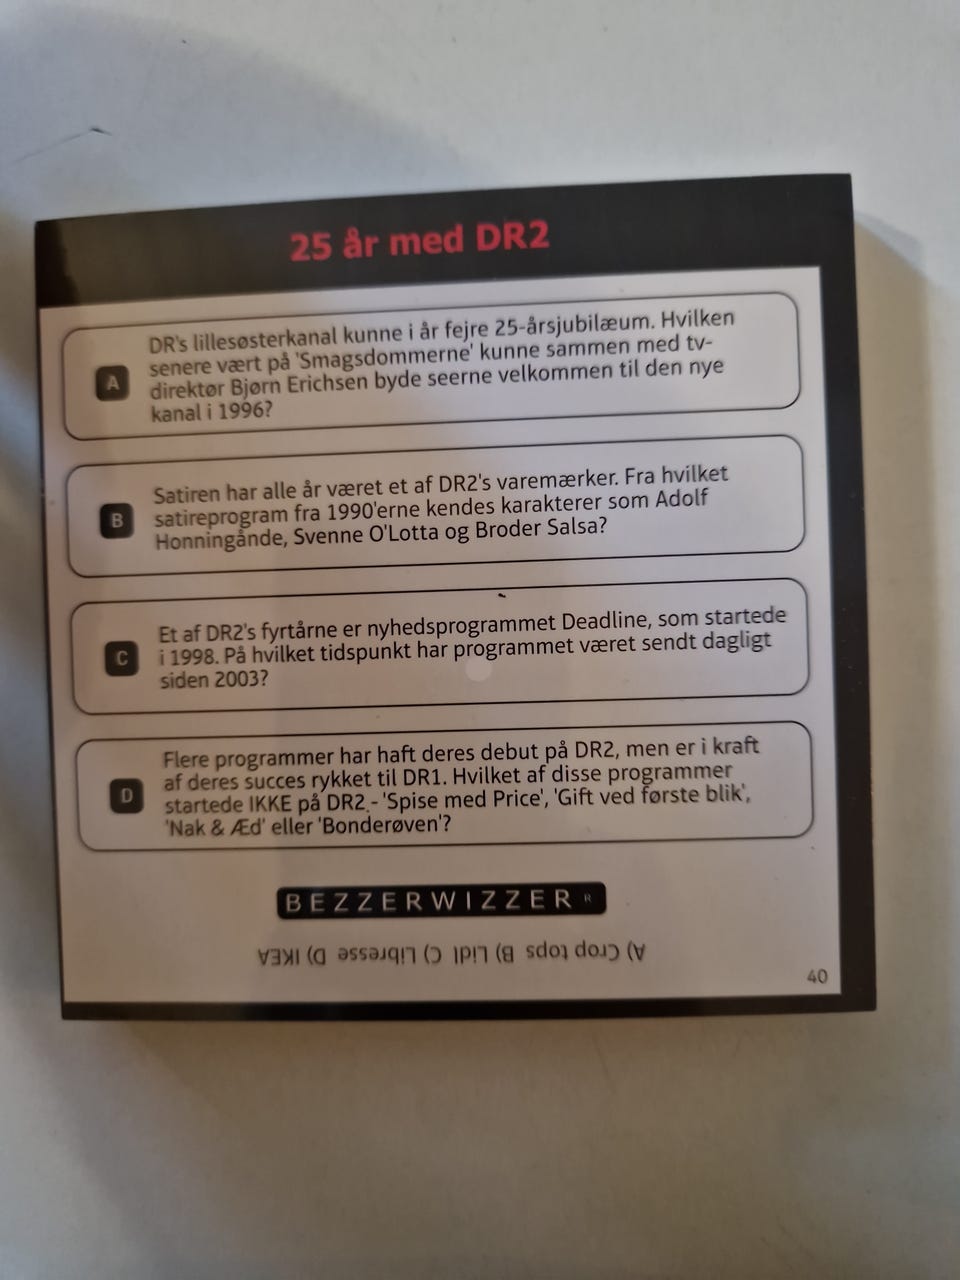 25 år med DR2
A
DR's lillesøsterkanal kunne i år fejre 25-årsjubilæum. Hvilken
senere vært på 'Smagsdommerne' kunne sammen med tv-
direktør Bjørn Erichsen byde seerne velkommen til den nye
kanal i 1996?
B
Satiren har alle år været et af DR2's varemærker. Fra hvilket
satireprogram fra 1990'erne kendes karakterer som Adolf
Honningånde, Svenne O'Lotta og Broder Salsa?
C
Et af DR2's fyrtårne er nyhedsprogrammet Deadline, som startede
i 1998. På hvilket tidspunkt har programmet været sendt dagligt
siden 2003?
D
Flere programmer har haft deres debut på DR2, men er i kraft
af deres succes rykket til DR1. Hvilket af disse programmer
startede IKKE på DR2 - 'Spise med Price', 'Gift ved første blik',
'Nak & Æd' eller 'Bonderøven'?
BEZZERWIZZER®
A) Crop tops B) Lidl C) Libresse D) IKEA
40